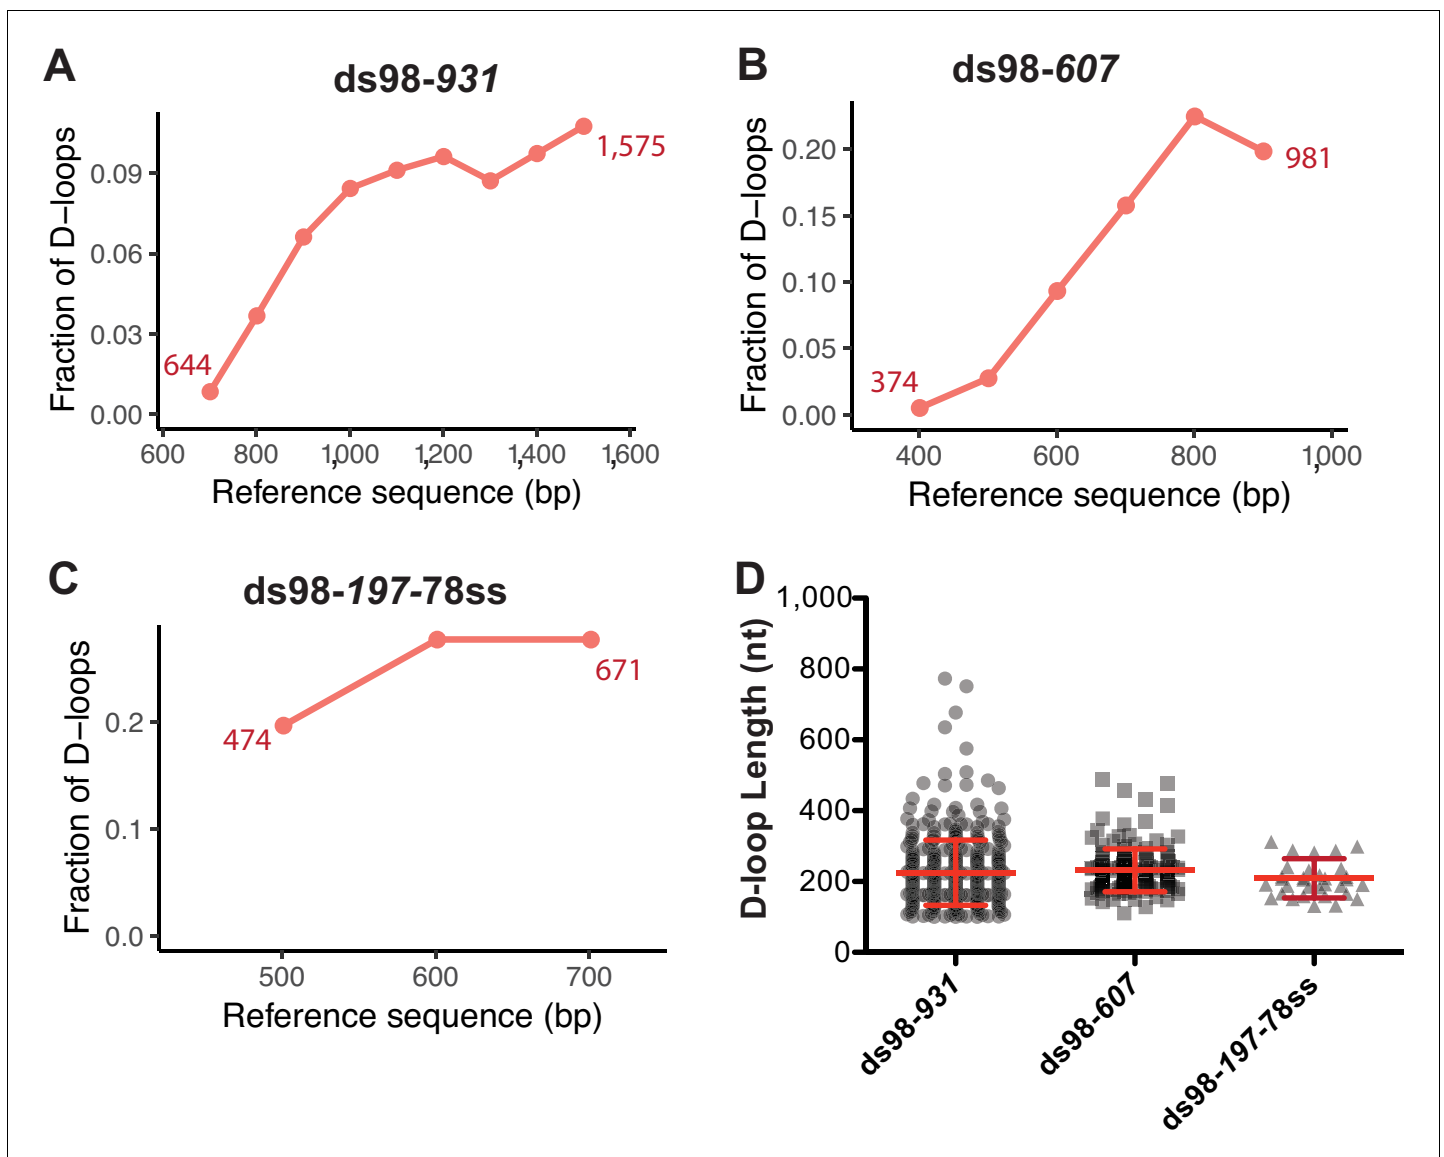 A
ds98-931
Fraction of D–loops
0.09
0.06
0.03
0.00
644
1,575
600 800 1,000 1,200 1,400 1,600
Reference sequence (bp)
B
ds98-607
Fraction of D–loops
0.20
0.15
0.10
0.05
0.00
374
981
400 600 800 1,000
Reference sequence (bp)
C
ds98-197-78ss
Fraction of D–loops
0.2
0.1
0.0
474
671
500 600 700
Reference sequence (bp)
D
D-loop Length (nt)
1,000
800
600
400
200
0
ds98-931
ds98-607
ds98-197-78ss